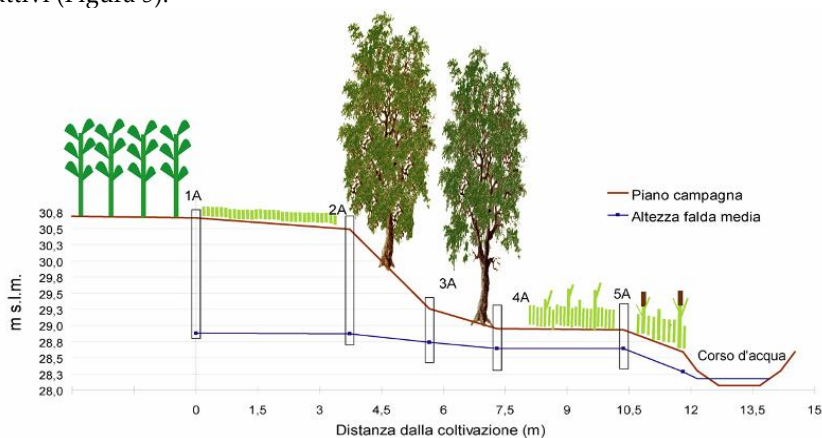 attivi (Figura 5).
1A
2A
3A
4A
5A
Piano campagna
Altezza falda media
Corso d'acqua
m s.l.m.
30,8
30,5
30,3
30,0
29,8
29,5
29,3
29,0
28,8
28,5
28,3
28,0
0 1,5 3 4,5 6 7,5 9 10,5 12 13,5 15
Distanza dalla coltivazione (m)